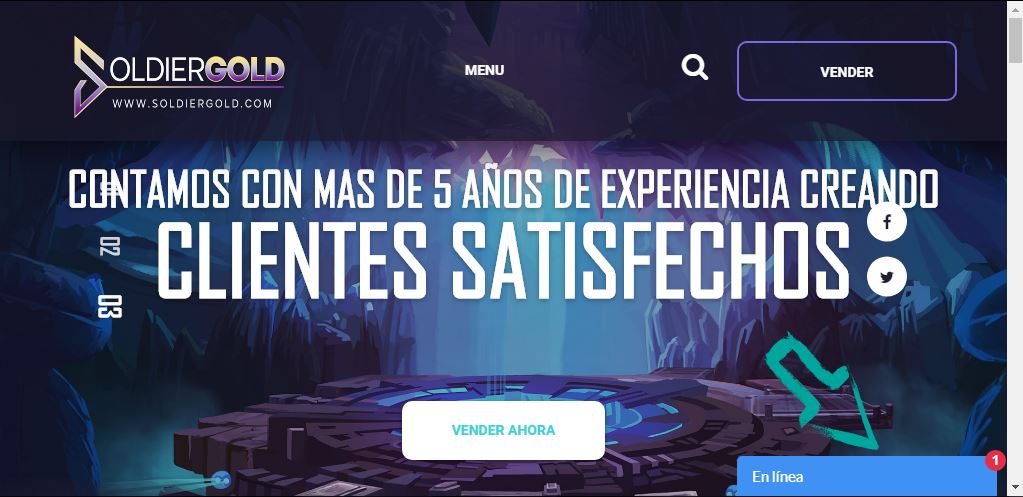 SOLDIERGOLD
WWW.SOLDIERGOLD.COM
MENU
VENDER
CONTAMOS CON MAS DE 5 AÑOS DE EXPERIENCIA CREANDO
CLIENTES SATISFECHOS
02
03
VENDER AHORA
En línea
1